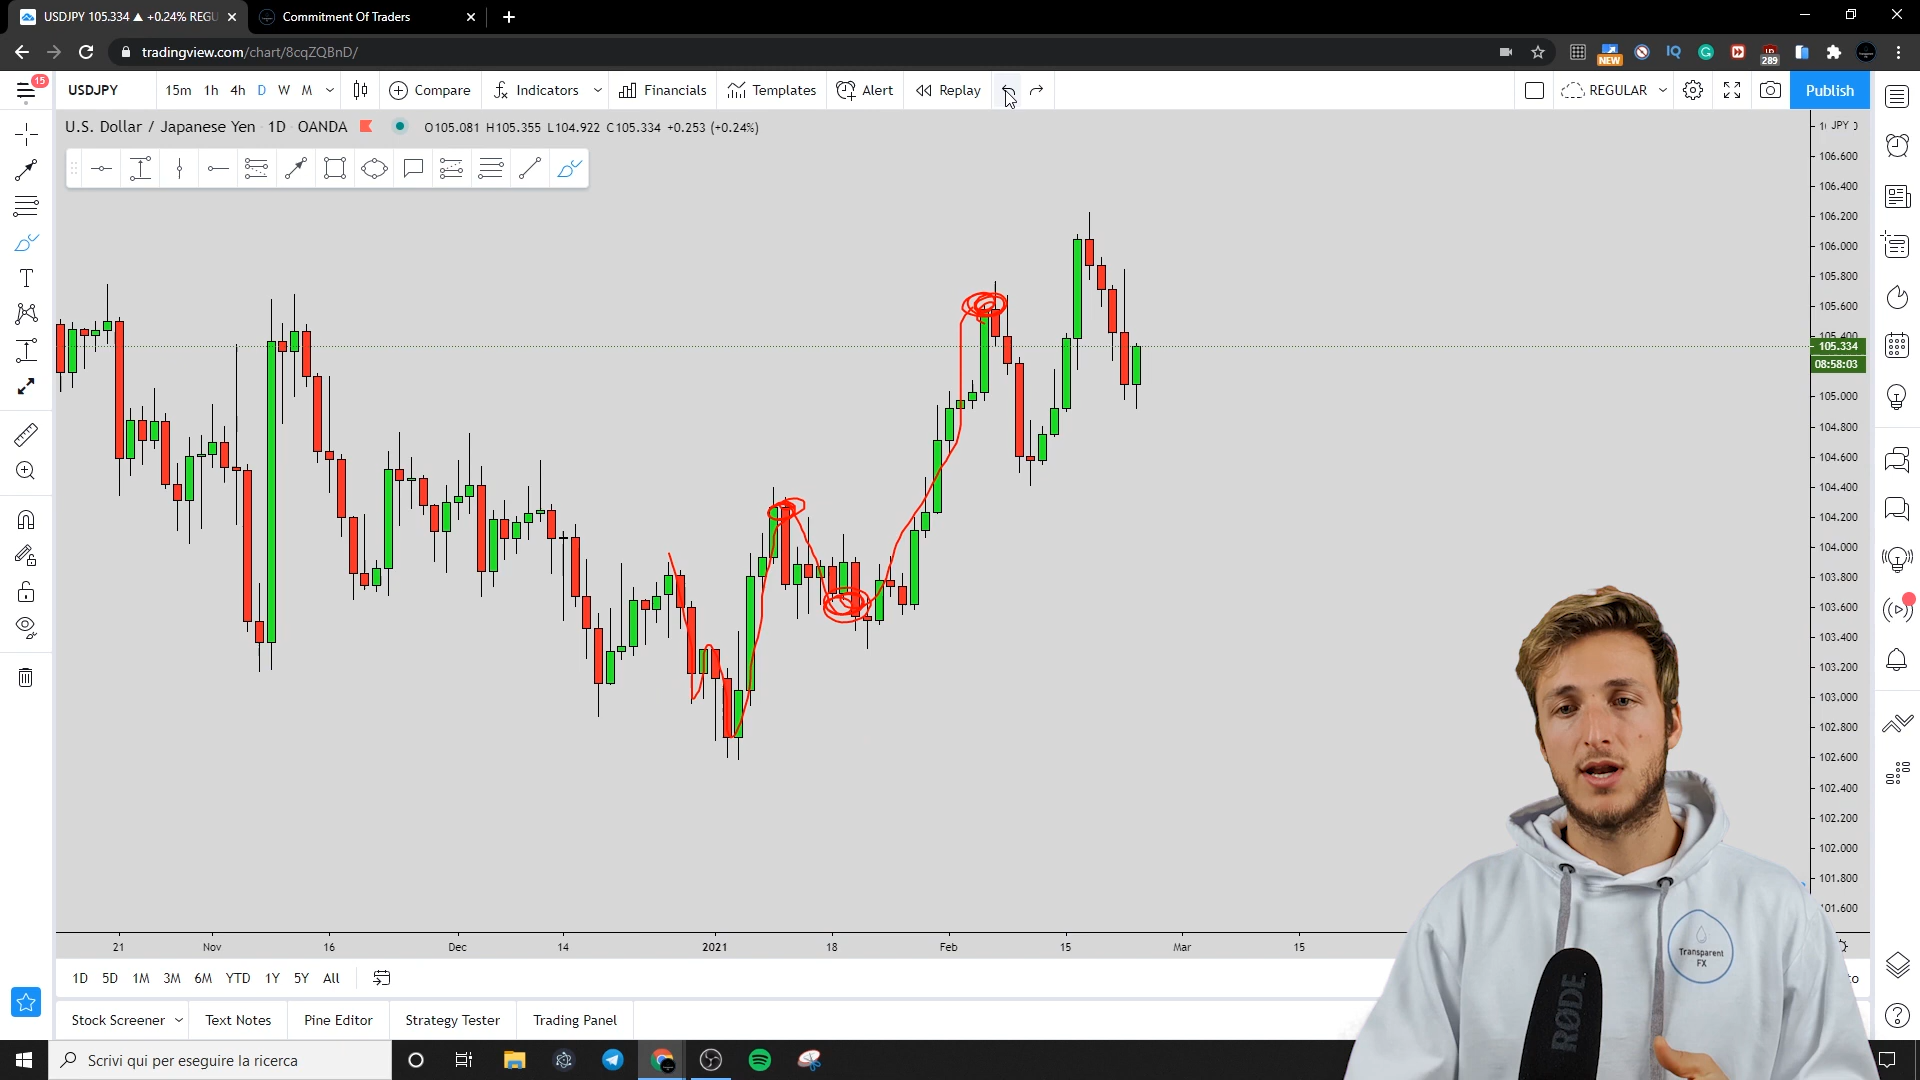 USDJPY 105.334 ▲ +0.24% REGU
Commitment Of Traders
tradingview.com/chart/8cqZQBnD/
NEW
IQ
289
15
USDJPY
15m 1h 4h D W M
Compare
Indicators
Financials
Templates
Alert
Replay
REGULAR
Publish
U.S. Dollar / Japanese Yen 1D OANDA
O105.081 H105.355 L104.922 C105.334 +0.253 (+0.24%)
JPY
106.600
106.400
106.200
106.000
105.800
105.600
105.400
105.334
08:58:03
105.000
104.800
104.600
104.400
104.200
104.000
103.800
103.600
103.400
103.200
103.000
102.800
102.600
102.400
102.200
102.000
101.800
101.600
21 Nov 16 Dec 14 2021 18 Feb 15 Mar 15
1D 5D 1M 3M 6M YTD 1Y 5Y All
Stock Screener
Text Notes
Pine Editor
Strategy Tester
Trading Panel
Transparent
FX
RØDE
Scrivi qui per eseguire la ricerca